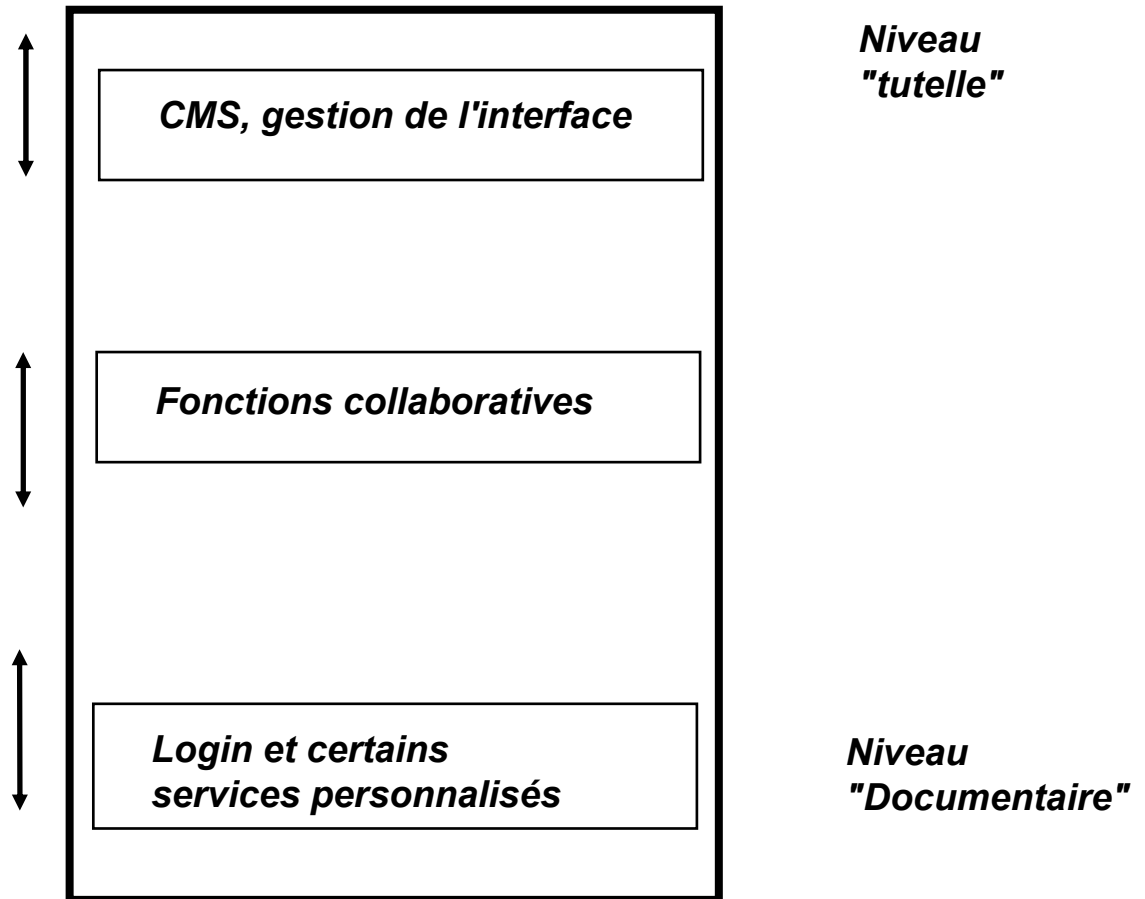 Niveau
"tutelle"
CMS, gestion de l'interface
Fonctions collaboratives
Login et certains
services personnalisés
Niveau
"Documentaire"